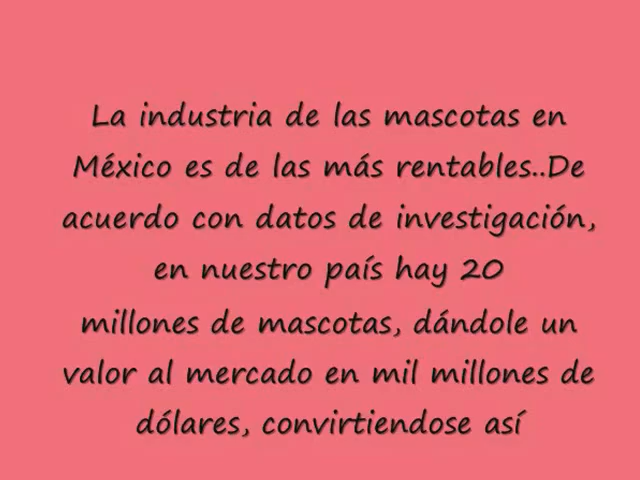 La industria de las mascotas en
México es de las más rentables..De
acuerdo con datos de investigación,
en nuestro país hay 20
millones de mascotas, dándole un
valor al mercado en mil millones de
dólares, convirtiendose así